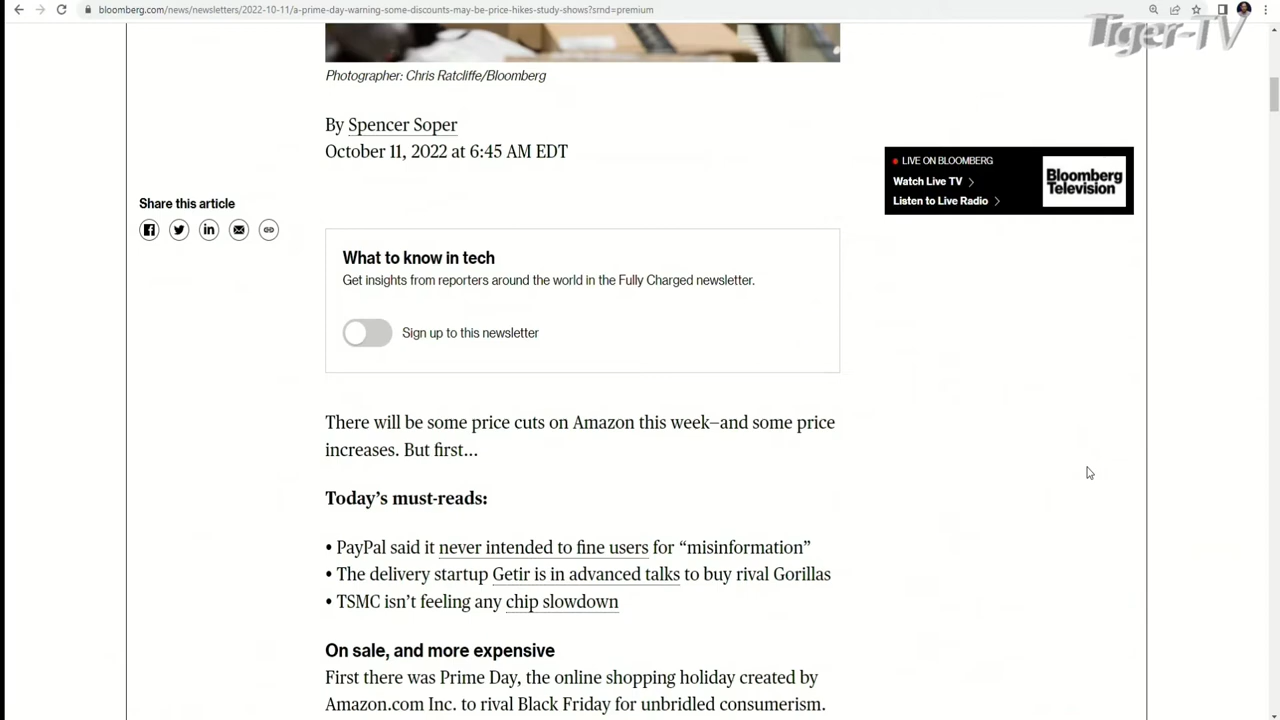 bloomberg.com/news/newsletters/2022-10-11/a-prime-day-warning-some-discounts-may-be-price-hikes-study-shows?srnd=premium
Tiger-TV
Photographer: Chris Ratcliffe/Bloomberg
By Spencer Soper
October 11, 2022 at 6:45 AM EDT
LIVE ON BLOOMBERG
Watch Live TV
Listen to Live Radio
Bloomberg
Television
Share this article
What to know in tech
Get insights from reporters around the world in the Fully Charged newsletter.
Sign up to this newsletter
There will be some price cuts on Amazon this week—and some price
increases. But first…
Today’s must-reads:
• PayPal said it never intended to fine users for “misinformation”
• The delivery startup Getir is in advanced talks to buy rival Gorillas
• TSMC isn’t feeling any chip slowdown
On sale, and more expensive
First there was Prime Day, the online shopping holiday created by
Amazon.com Inc. to rival Black Friday for unbridled consumerism.